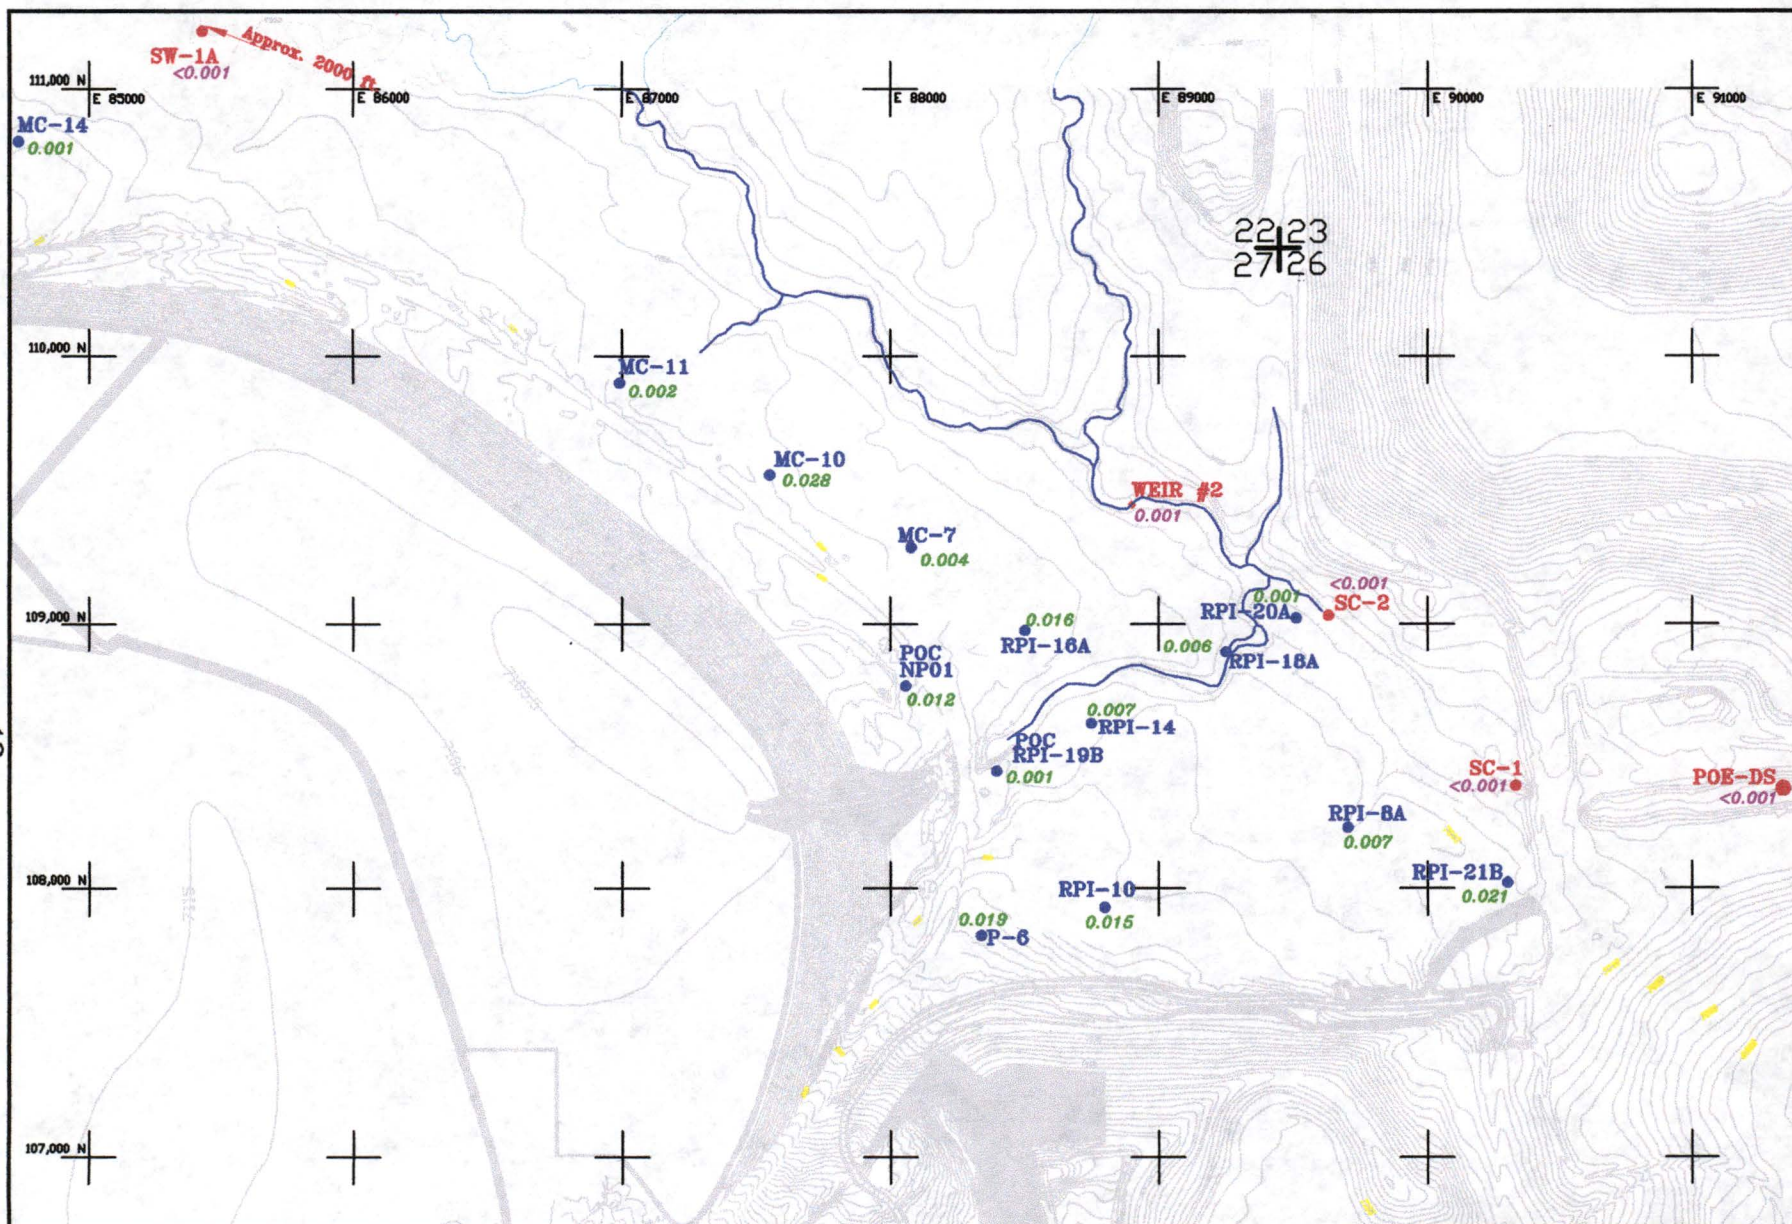 SW-1A
<0.001
Approx. 2000 ft.
111,000 N
E 85000
E 86000
E 87000
E 88000
E 89000
E 90000
E 91000
MC-14
0.001
22 23
27 26
110,000 N
MC-11
0.002
MC-10
0.028
WEIR #2
0.001
MC-7
0.004
<0.001
SC-2
0.001
RPI-20A
109,000 N
0.016
RPI-16A
0.006
RPI-18A
POC
NP01
0.012
0.007
RPI-14
POC
RPI-19B
0.001
SC-1
<0.001
POE-DS
<0.001
RPI-8A
0.007
108,000 N
RPI-10
0.015
RPI-21B
0.021
0.019
P-6
7115
107,000 N